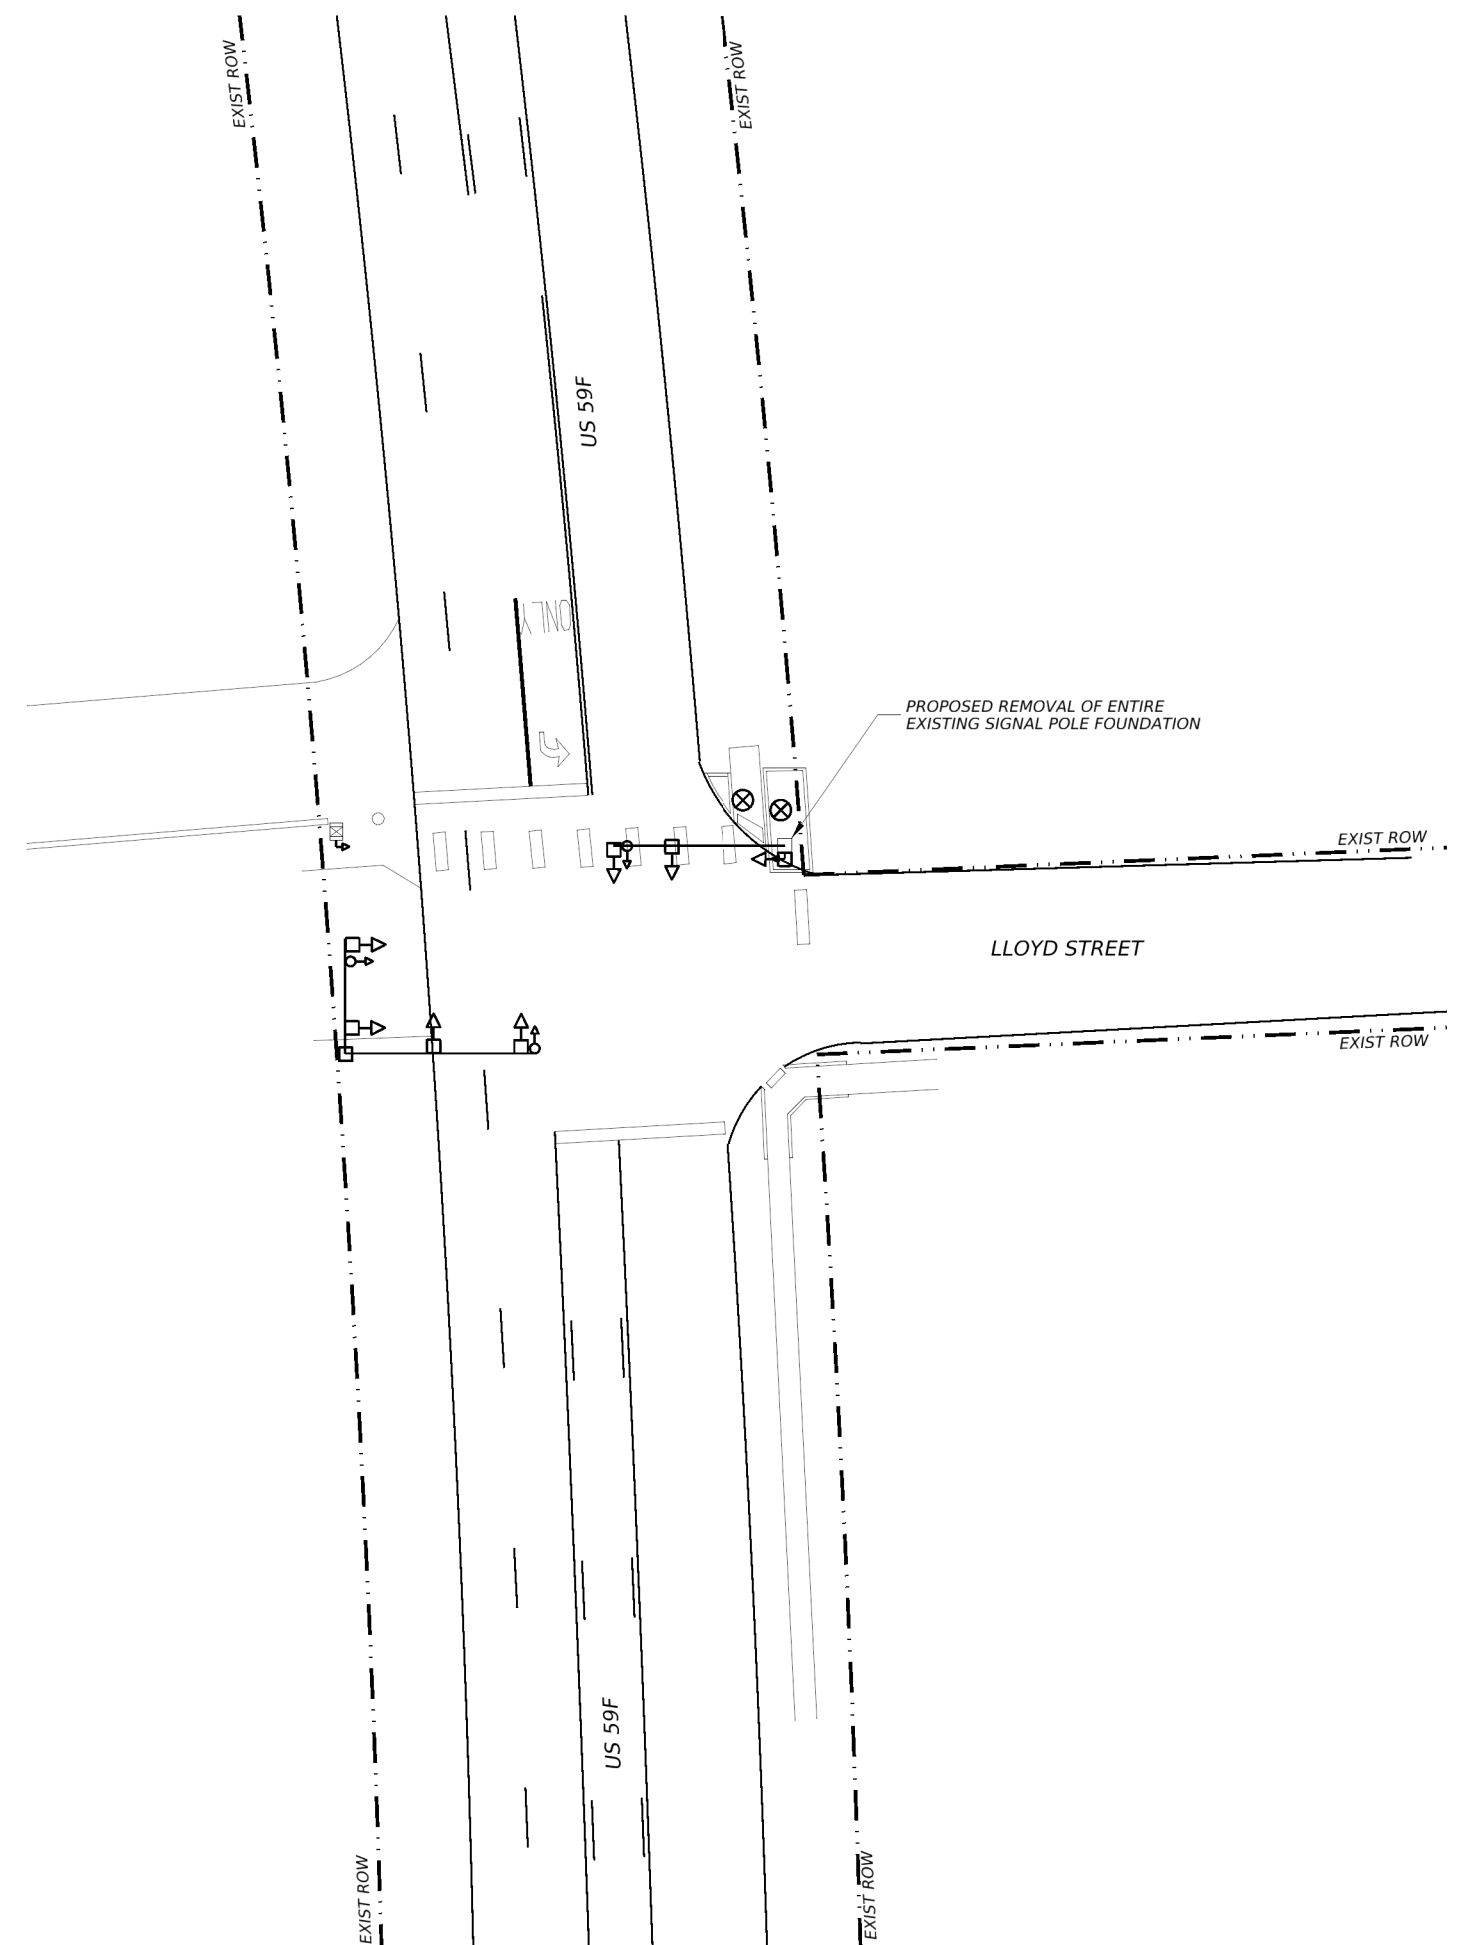 EXIST ROW
EXIST ROW
US 59F
ONLY
PROPOSED REMOVAL OF ENTIRE
EXISTING SIGNAL POLE FOUNDATION
EXIST ROW
LLOYD STREET
EXIST ROW
US 59F
EXIST ROW
EXIST ROW